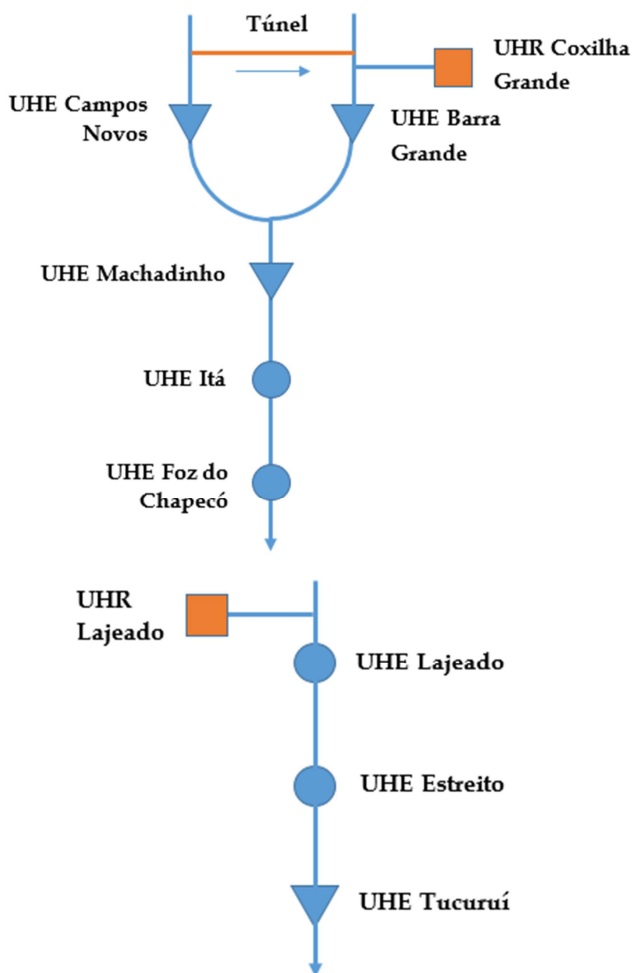 Túnel
UHR Coxilha
Grande
UHE Campos
Novos
UHE Barra
Grande
UHE Machadinho
UHE Itá
UHE Foz do
Chapecó
UHR
Lajeado
UHE Lajeado
UHE Estreito
UHE Tucuruí